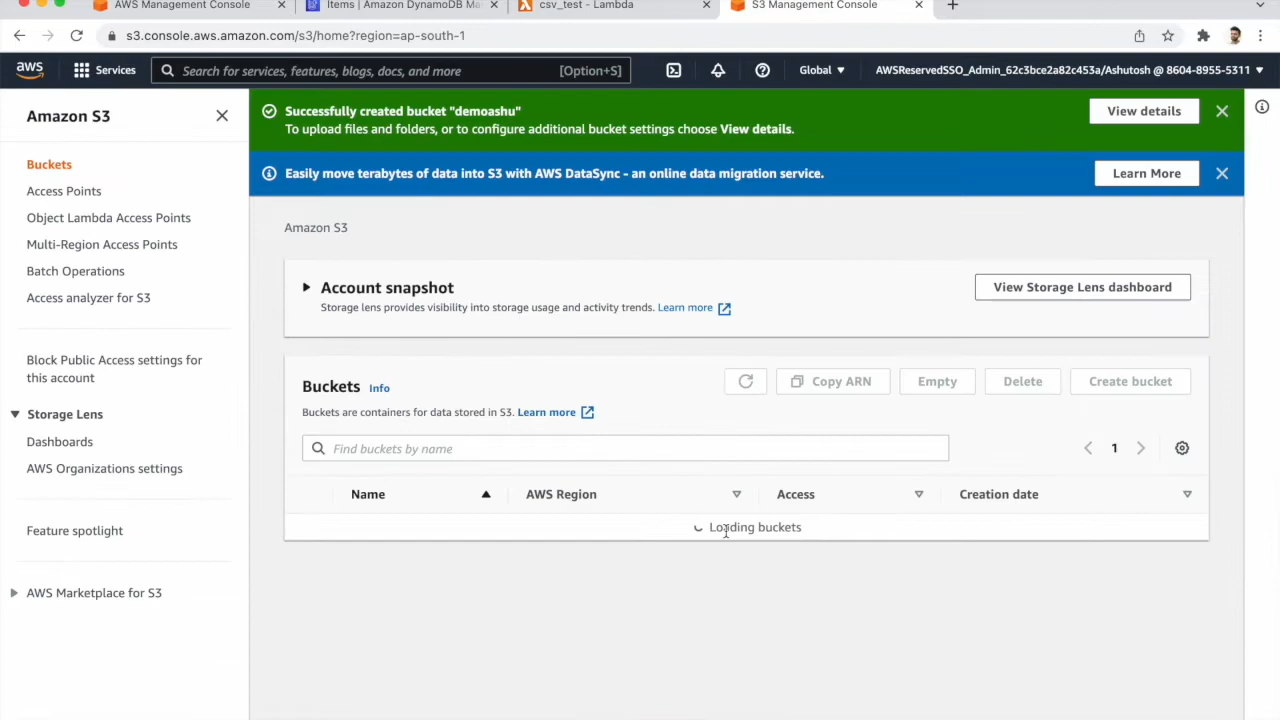 AWS Management Console
Items | Amazon DynamoDB Ma
csv_test - Lambda
S3 Management Console
s3.console.aws.amazon.com/s3/home?region=ap-south-1
aws
Services
Search for services, features, blogs, docs, and more
[Option+S]
Global
AWSReservedSSO_Admin_62c3bce2a82c453a/Ashutosh @ 8604-8955-5311
Amazon S3
Buckets
Access Points
Object Lambda Access Points
Multi-Region Access Points
Batch Operations
Access analyzer for S3
Block Public Access settings for
this account
Storage Lens
Dashboards
AWS Organizations settings
Feature spotlight
AWS Marketplace for S3
Successfully created bucket "demoashu"
To upload files and folders, or to configure additional bucket settings choose View details.
View details
Easily move terabytes of data into S3 with AWS DataSync - an online data migration service.
Learn More
Amazon S3
Account snapshot
Storage lens provides visibility into storage usage and activity trends. Learn more
View Storage Lens dashboard
Buckets Info
Buckets are containers for data stored in S3. Learn more
Copy ARN
Empty
Delete
Create bucket
Find buckets by name
1
Name
AWS Region
Access
Creation date
Loading buckets